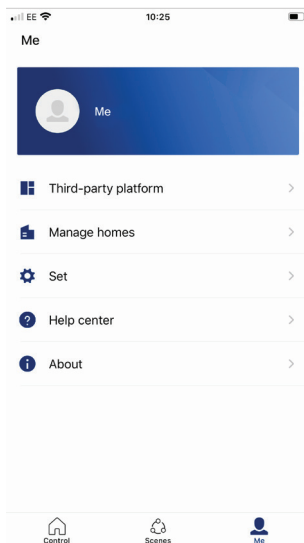 EE 10:25
Me
Me
Third-party platform
Manage homes
Set
Help center
About
Control Scenes Me